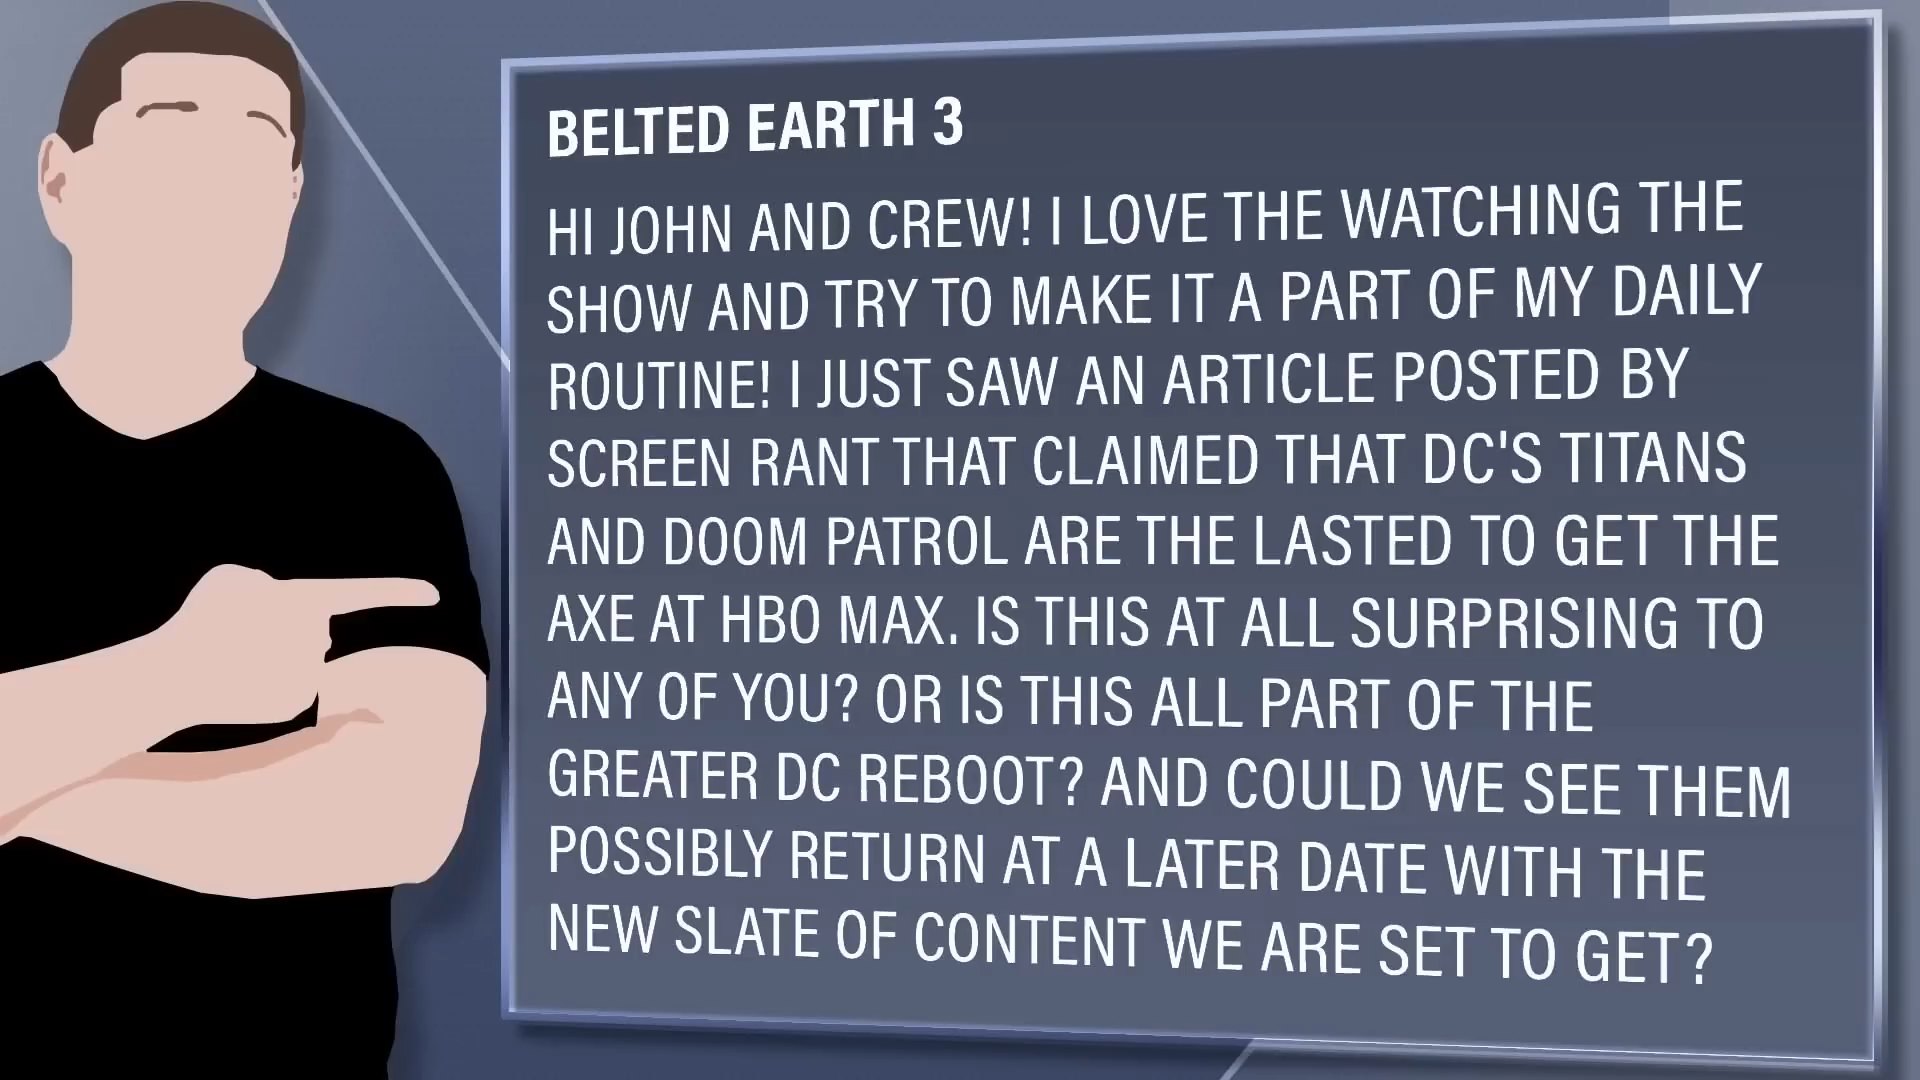 BELTED EARTH 3
HI JOHN AND CREW! I LOVE THE WATCHING THE
SHOW AND TRY TO MAKE IT A PART OF MY DAILY
ROUTINE! I JUST SAW AN ARTICLE POSTED BY
SCREEN RANT THAT CLAIMED THAT DC'S TITANS
AND DOOM PATROL ARE THE LASTED TO GET THE
AXE AT HBO MAX. IS THIS AT ALL SURPRISING TO
ANY OF YOU? OR IS THIS ALL PART OF THE
GREATER DC REBOOT? AND COULD WE SEE THEM
POSSIBLY RETURN AT A LATER DATE WITH THE
NEW SLATE OF CONTENT WE ARE SET TO GET?